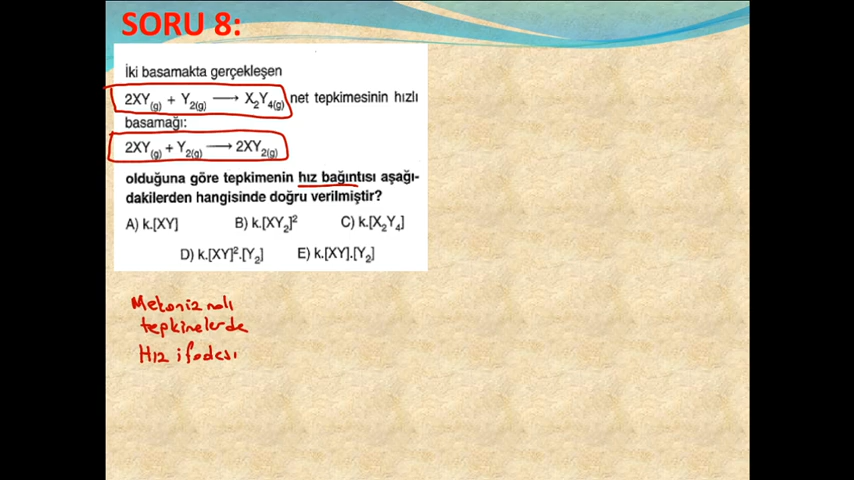 SORU 8:
İki basamakta gerçekleşen
2XY(g) + Y2(g) ⟶ X2Y4(g) net tepkimesinin hızlı
basamağı:
2XY(g) + Y2(g) ⟶ 2XY2(g)
olduğuna göre tepkimenin hız bağıntısı aşağı-
dakilerden hangisinde doğru verilmiştir?
A) k.[XY] B) k.[XY2]² C) k.[X2Y4]
D) k.[XY]².[Y2] E) k.[XY].[Y2]
Mekanizmalı
tepkimelerde
Hız ifadesi